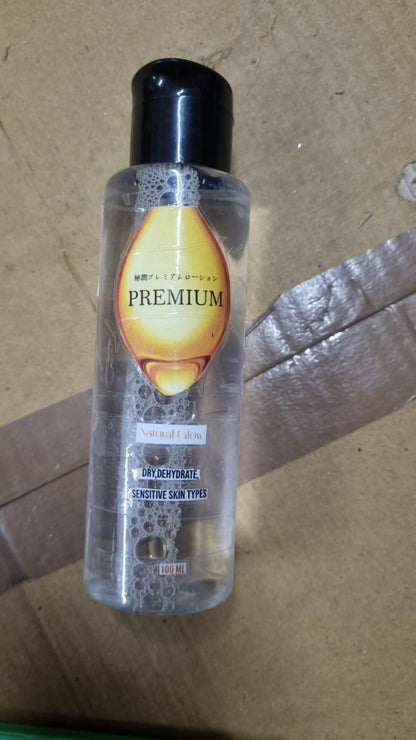 極潤プレミアムローション
PREMIUM
Natural Glow
DRY,DEHYDRATE,
SENSITIVE SKIN TYPES
100 ML